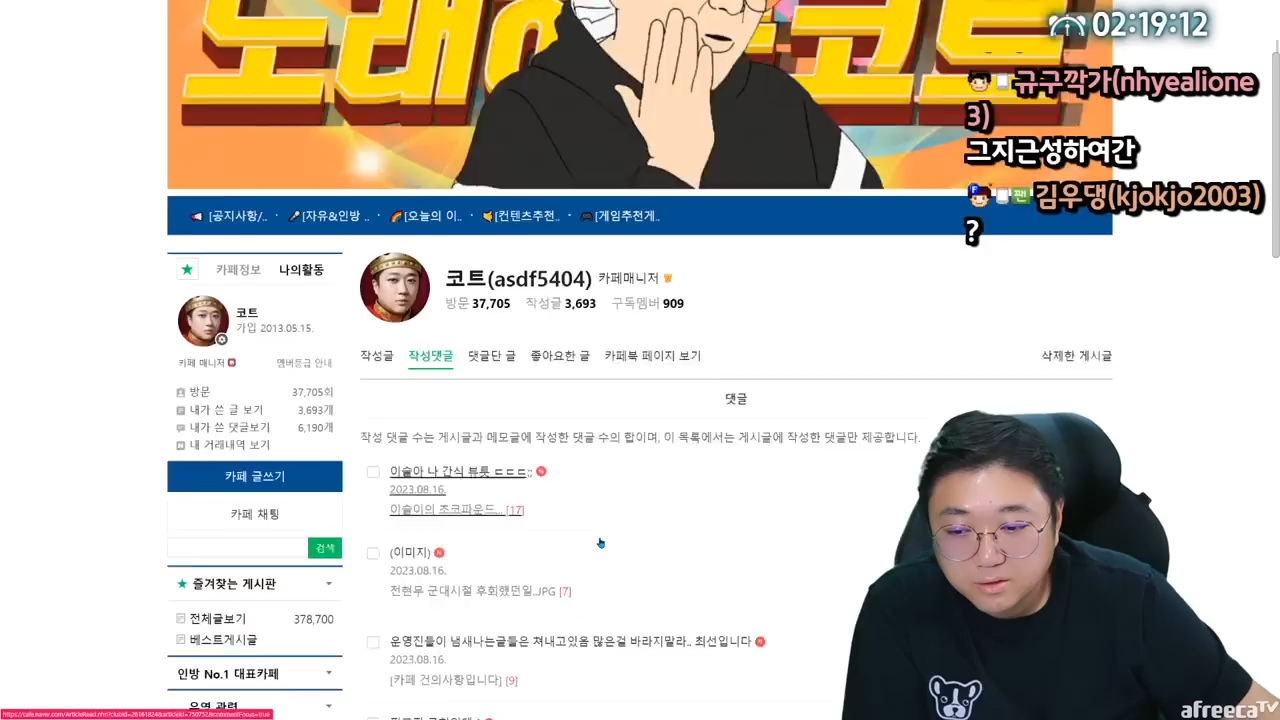 02:19:12
규구깍가(nhyealione
3)
그지근성하여간
김우댕(kjokjo2003)
?
[공지사항/.. · [자유&인방 .. · [오늘의 이.. · [컨텐츠추전.. · [게임추전게..
카페정보 나의활동
코트
가입 2013.05.15.
카페 매니저 멤버등급 안내
방문 37,705회
내가 쓴 글 보기 3,693개
내가 쓴 댓글보기 6,190개
내 거래내역 보기
카페 글쓰기
카페 채팅
검색
즐겨찾는 게시판
전체글보기 378,700
베스트게시글
인방 No.1 대표카페
운영 관련
코트(asdf5404) 카페매니저
방문 37,705 작성글 3,693 구독멤버 909
작성글 작성댓글 댓글단 글 좋아요한 글 카페북 페이지 보기 삭제한 게시글
댓글
작성 댓글 수는 게시글과 메모글에 작성한 댓글 수의 합이며, 이 목록에서는 게시글에 작성한 댓글만 제공합니다.
이슬아 나 간식 뷰릇 ㄷㄷㄷ;; N
2023.08.16.
이슬이의 초코파운드.. [17]
(이미지) N
2023.08.16.
전현무 군대시절 후회했던일.JPG [7]
운영진들이 냄새나는글들은 쳐내고있음 많은걸 바라지말라.. 최선입니다 N
2023.08.16.
[카페 건의사항입니다] [9]
afreecaTV